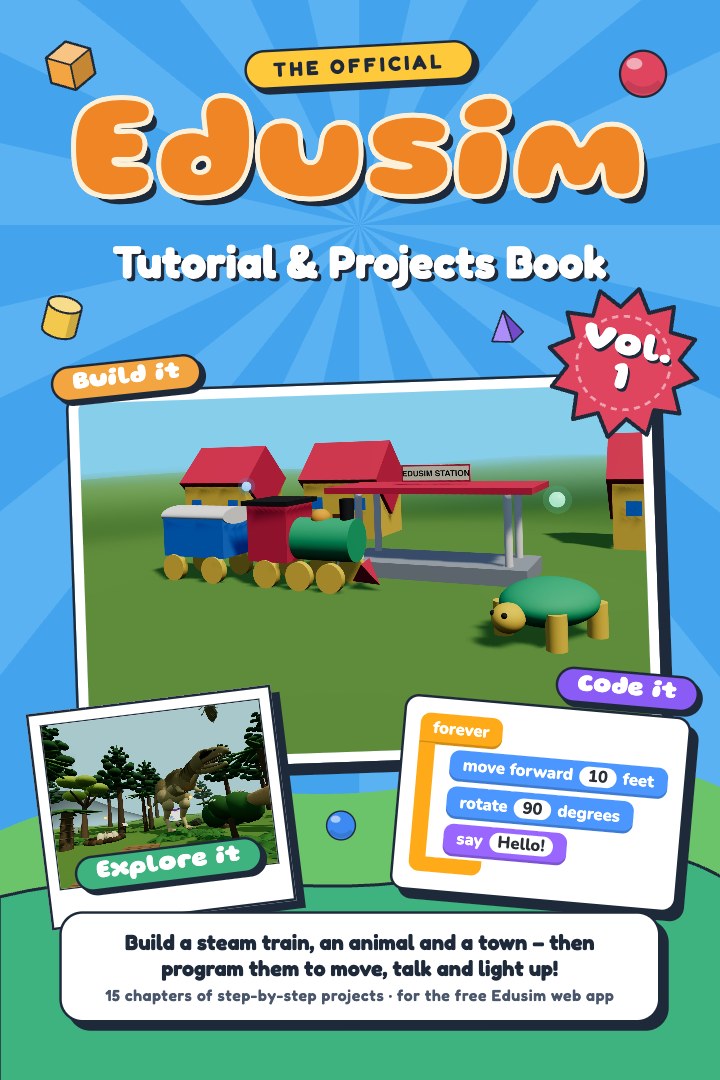 THE OFFICIAL
Edusim
Tutorial & Projects Book
Vol.
1
Build it
EDUSIM STATION
Code it
forever
move forward 10 feet
rotate 90 degrees
say Hello!
Explore it
Build a steam train, an animal and a town – then
program them to move, talk and light up!
15 chapters of step-by-step projects · for the free Edusim web app